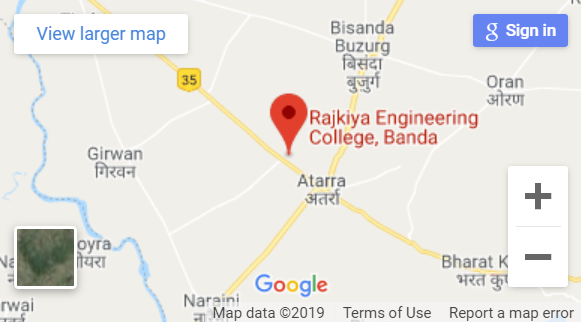 View larger map
Sign in
Bisanda
Buzurg
बिसंदा
बुजुर्ग
35
Oran
ओरण
Rajkiya Engineering
College, Banda
Girwan
गिरवन
Atarra
अतर्रा
Bharat K
भरत कु
Google
Naraini
Map data ©2019
Terms of Use
Report a map error